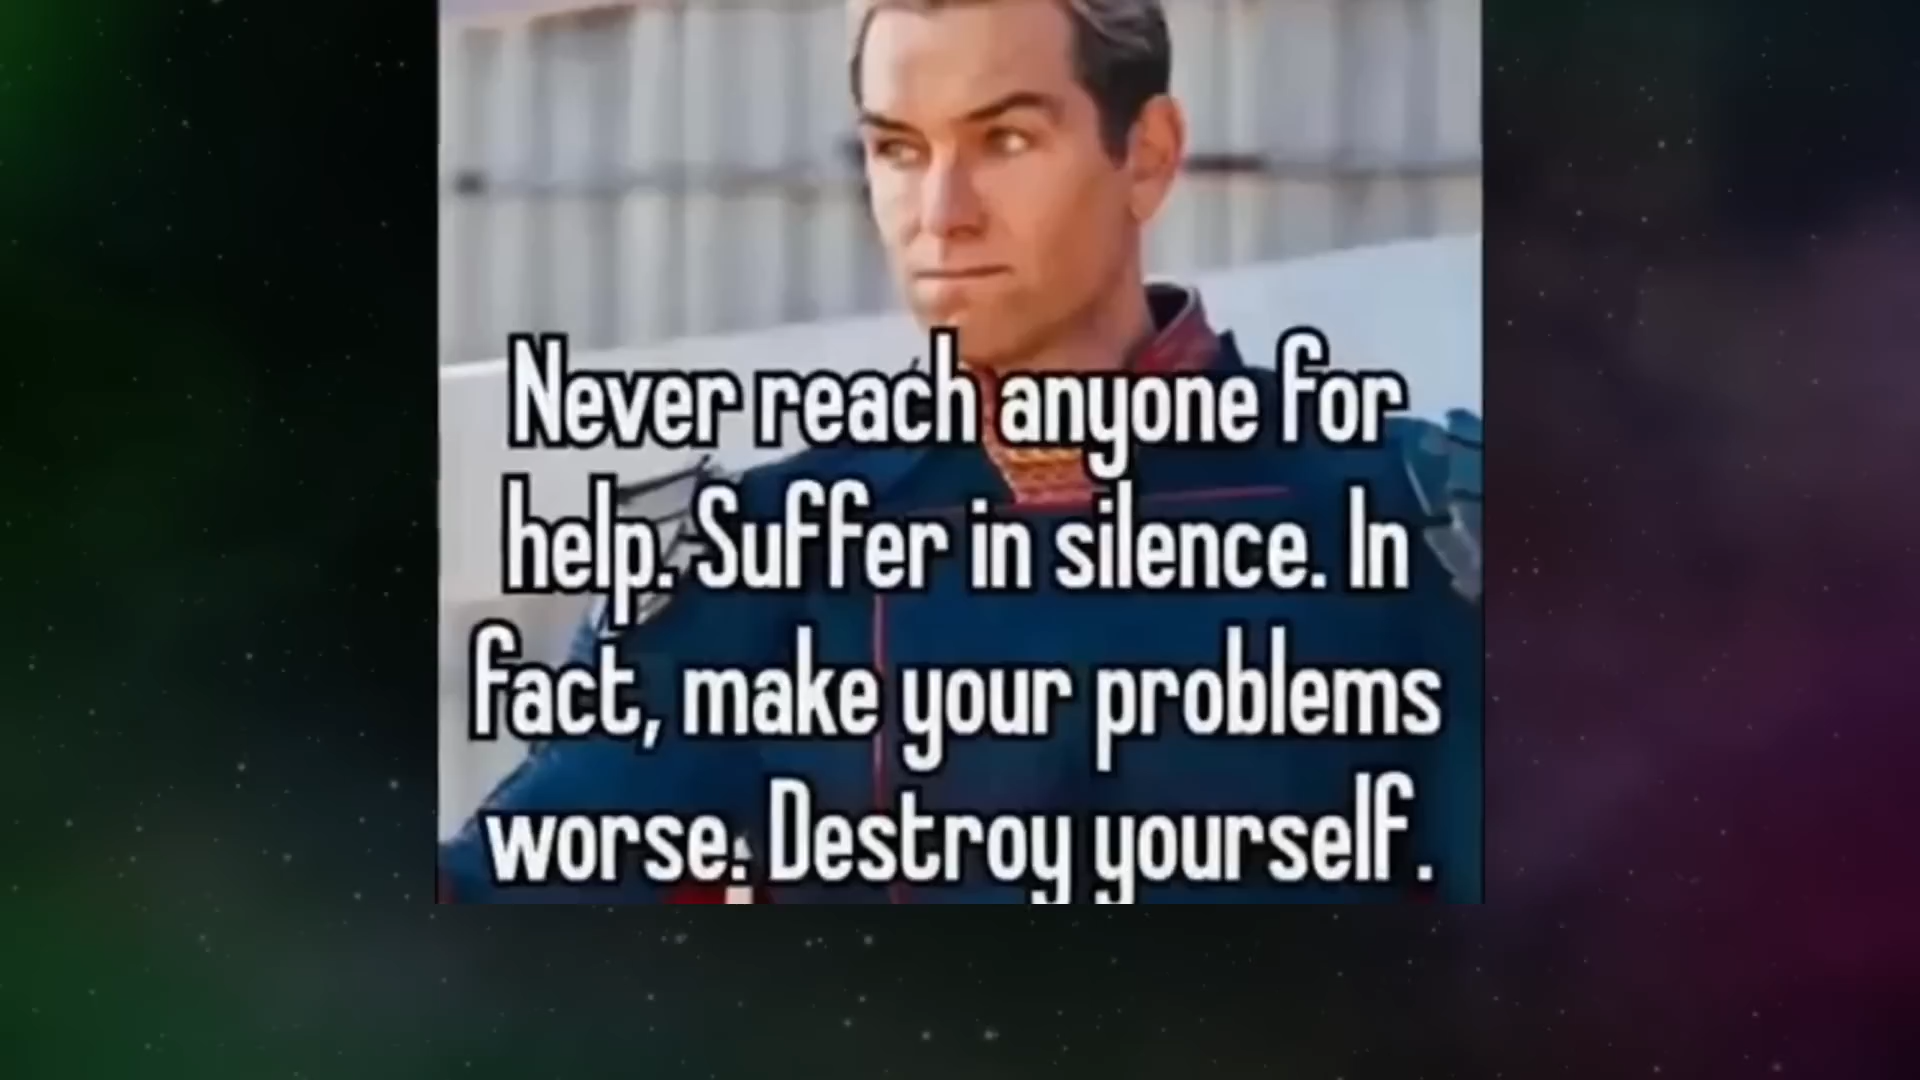 Never reach anyone for
help. Suffer in silence. In
fact, make your problems
worse. Destroy yourself.